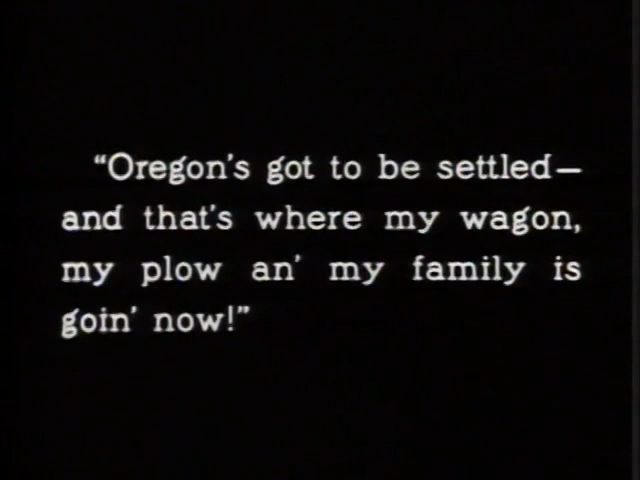 “Oregon's got to be settled—
and that's where my wagon,
my plow an' my family is
goin' now!”